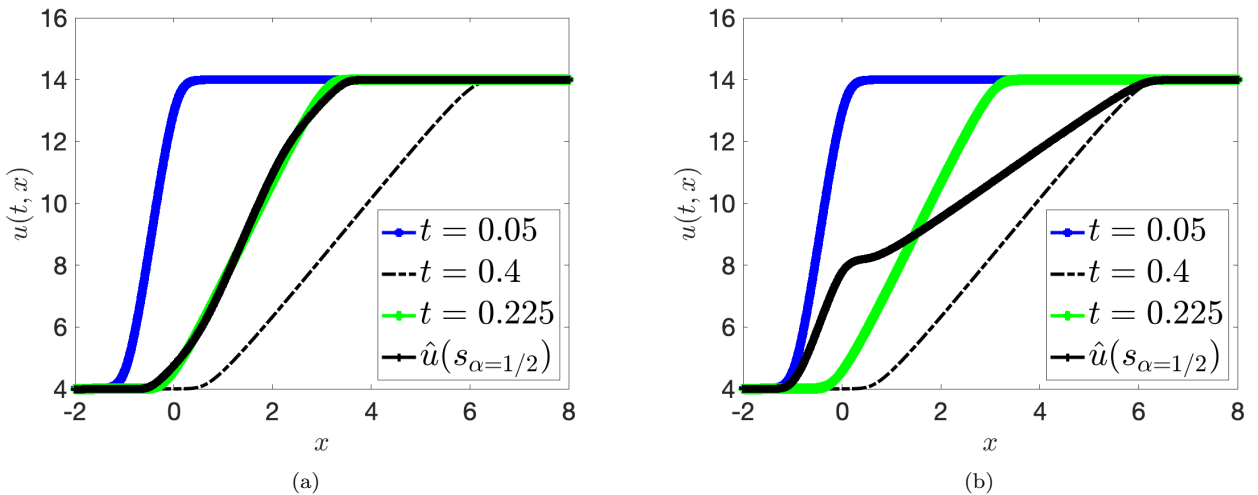 16
14
12
10
8
6
4
-2 0 2 4 6 8
u(t, x)
x
t = 0.05
t = 0.4
t = 0.225
û(s_{α=1/2})
(a)
16
14
12
10
8
6
4
-2 0 2 4 6 8
u(t, x)
x
t = 0.05
t = 0.4
t = 0.225
û(s_{α=1/2})
(b)